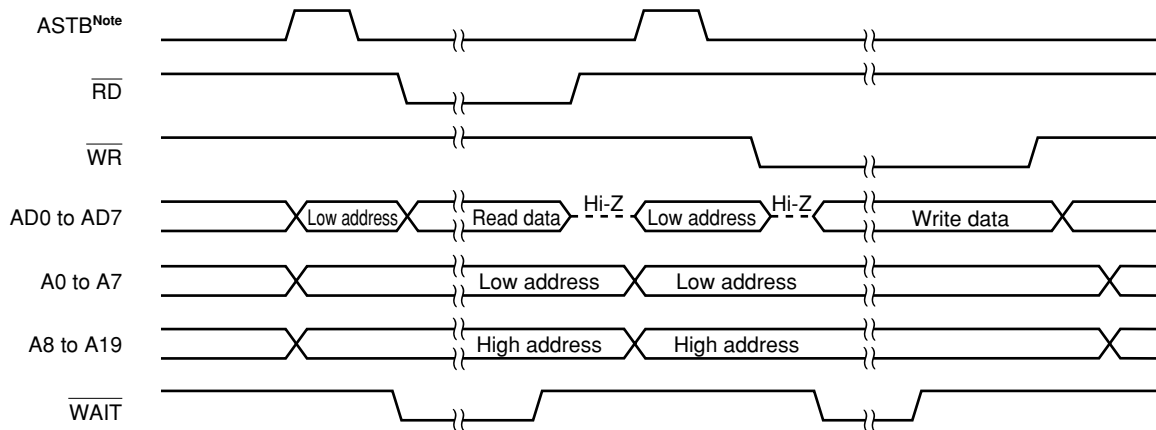 ASTBNote
RD
WR
AD0 to AD7 Low address Read data Hi-Z Low address Hi-Z Write data
A0 to A7 Low address Low address
A8 to A19 High address High address
WAIT